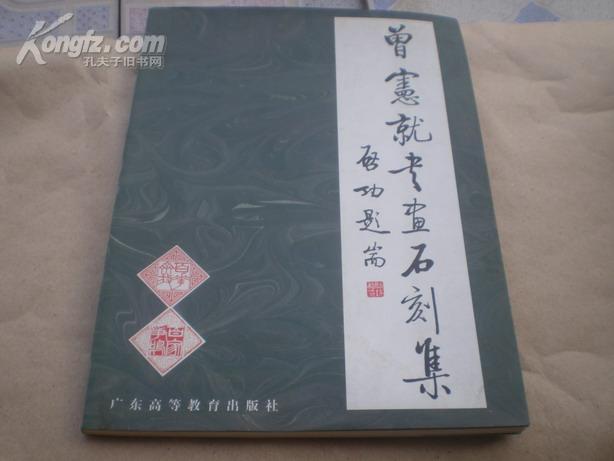 Kongfz.com
孔夫子旧书网
曾憲就书画石刻集
启功题耑
广东高等教育出版社